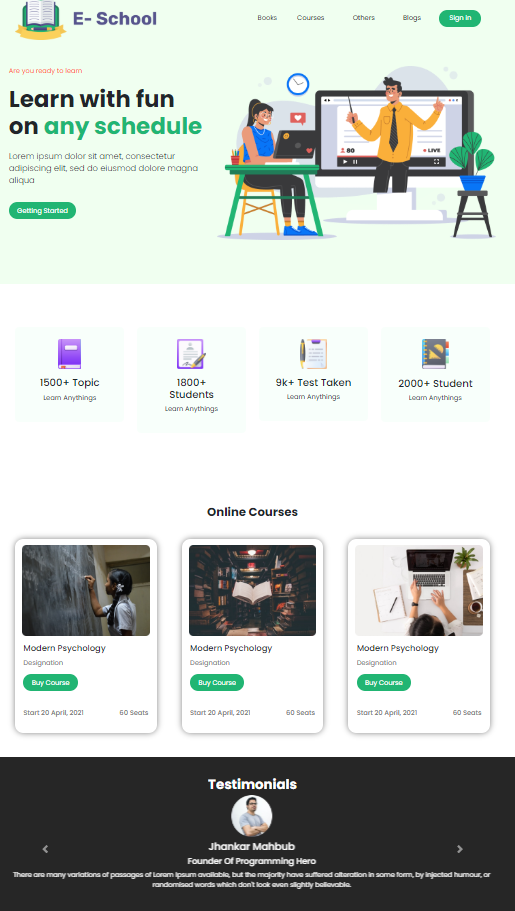 E- School
Books Courses Others Blogs Sign in
Are you ready to learn
Learn with fun
on any schedule
Lorem ipsum dolor sit amet, consectetur
adipiscing elit, sed do eiusmod dolore magna
aliqua
Getting Started
80
LIVE
1500+ Topic
Learn Anythings
1800+
Students
Learn Anythings
9k+ Test Taken
Learn Anythings
2000+ Student
Learn Anythings
Online Courses
Modern Psychology
Designation
Buy Course
Start 20 April, 2021 60 Seats
Modern Psychology
Designation
Buy Course
Start 20 April, 2021 60 Seats
Modern Psychology
Designation
Buy Course
Start 20 April, 2021 60 Seats
Testimonials
Jhankar Mahbub
Founder Of Programming Hero
There are many variations of passages of Lorem Ipsum available, but the majority have suffered alteration in some form, by injected humour, or
randomised words which don't look even slightly believable.